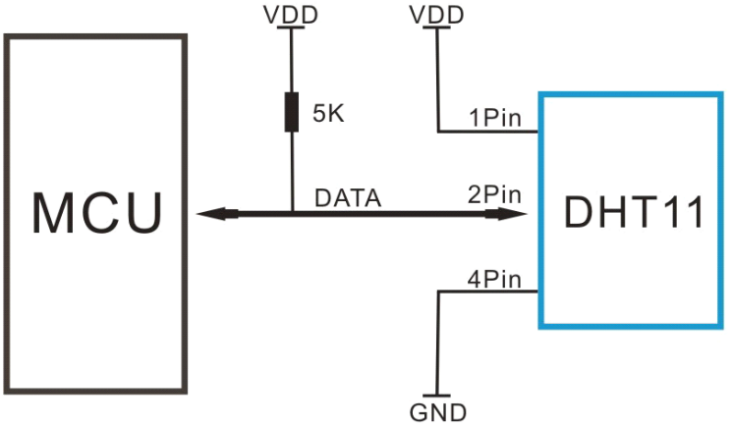 VDD
VDD
5K
1Pin
MCU
DATA
2Pin
DHT11
4Pin
GND